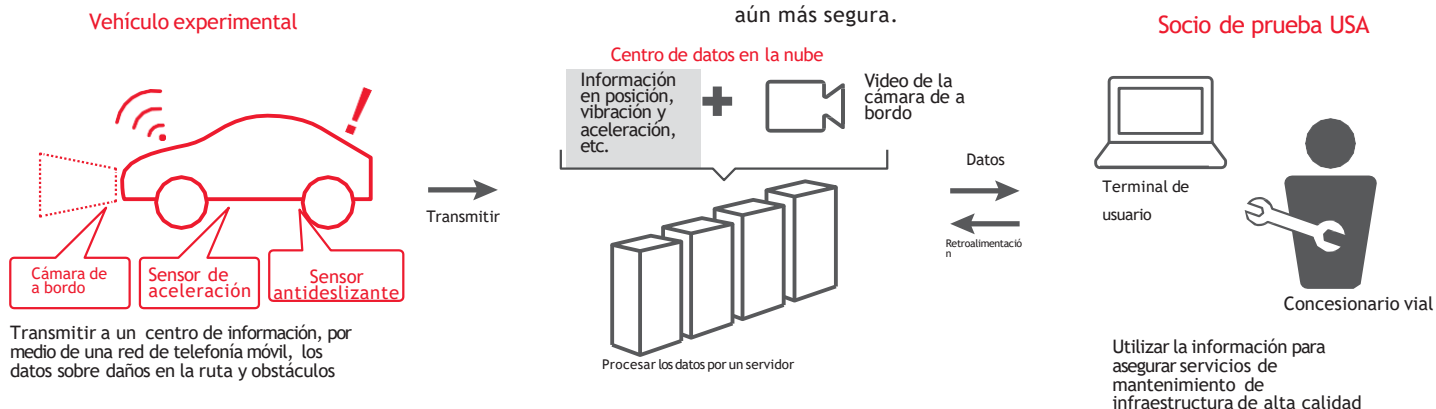 Vehículo experimental
Cámara de
a bordo
Sensor de
aceleración
Sensor
antideslizante
Transmitir a un centro de información, por
medio de una red de telefonía móvil, los
datos sobre daños en la ruta y obstáculos
Transmitir
aún más segura.
Centro de datos en la nube
Información
en posición,
vibración y
aceleración,
etc.
Video de la
cámara de a
bordo
Procesar los datos por un servidor
Datos
Retroalimentació
n
Socio de prueba USA
Terminal de
usuario
Concesionario vial
Utilizar la información para
asegurar servicios de
mantenimiento de
infraestructura de alta calidad